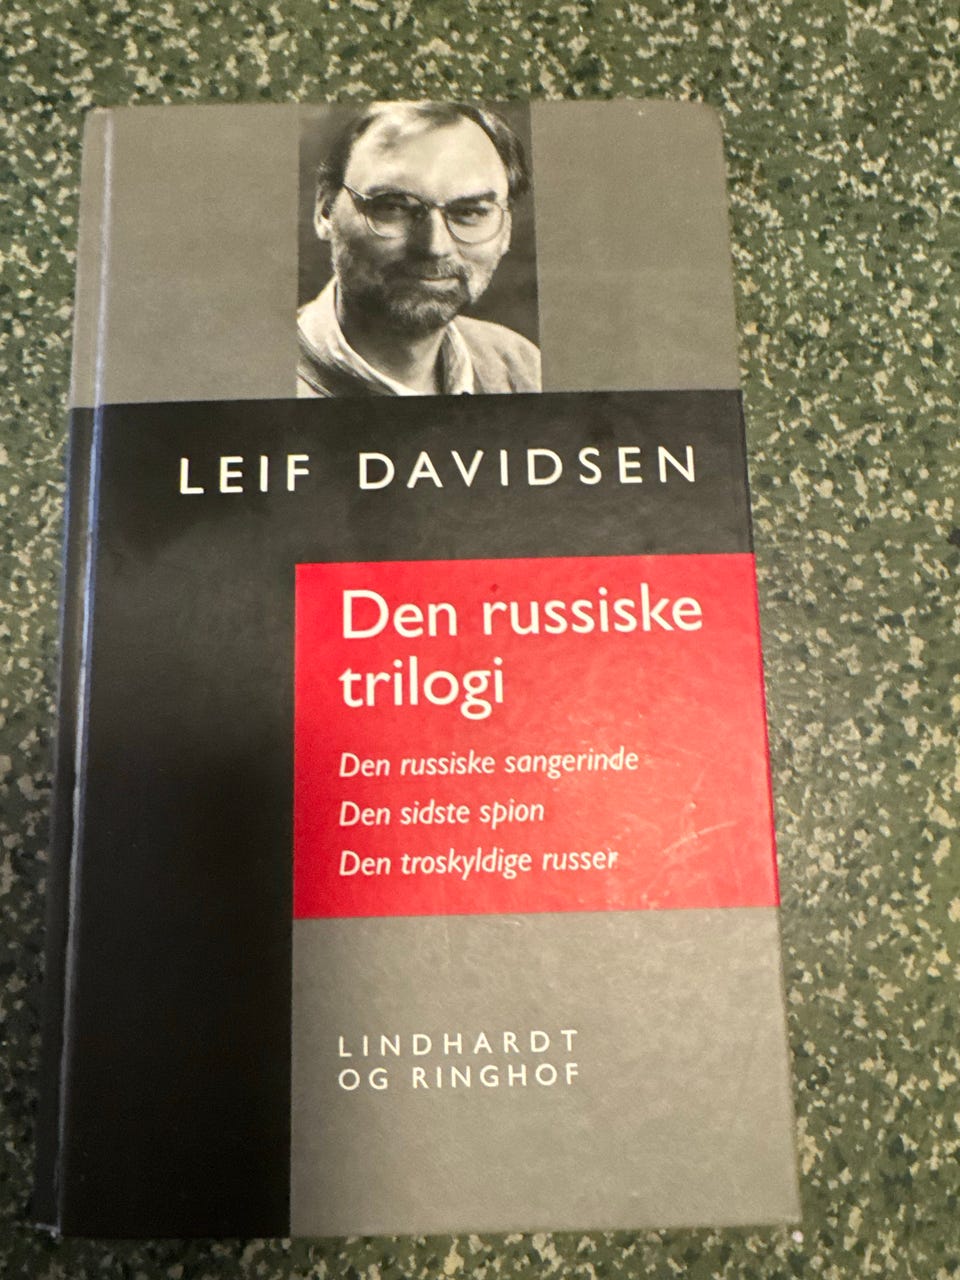 LEIF DAVIDSEN
Den russiske
trilogi
Den russiske sangerinde
Den sidste spion
Den troskyldige russer
LINDHARDT
OG RINGHOF